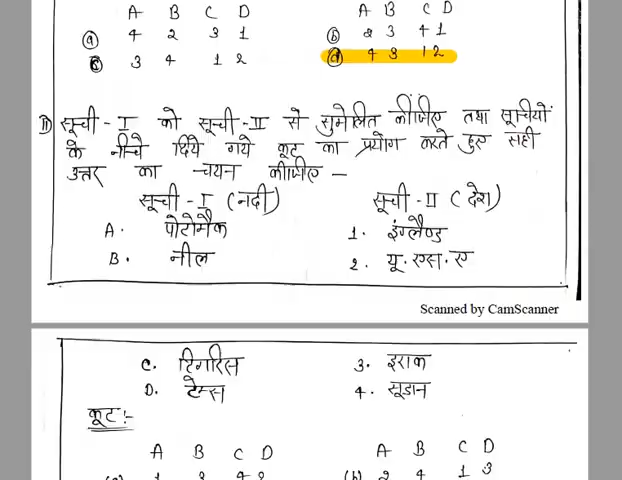 A B C D A B C D
(a) 4 2 3 1 (b) 2 3 4 1
3 4 1 2 (d) 4 3 1 2
II) सूची - I को सूची - II से सुमेलित कीजिए तथा सूचियों
के नीचे दिये गये कूट का प्रयोग करते हुए सही
उत्तर का चयन कीजिए -
सूची - I (नदी) सूची - II (देश)
A. पोटोमैक 1. इंग्लैण्ड
B. नील 2. यू.एस.ए
Scanned by CamScanner
C. टिगरिस 3. इराक
D. टेम्स 4. सूडान
कूट :-
A B C D A B C D
(b) 2 4 1 3